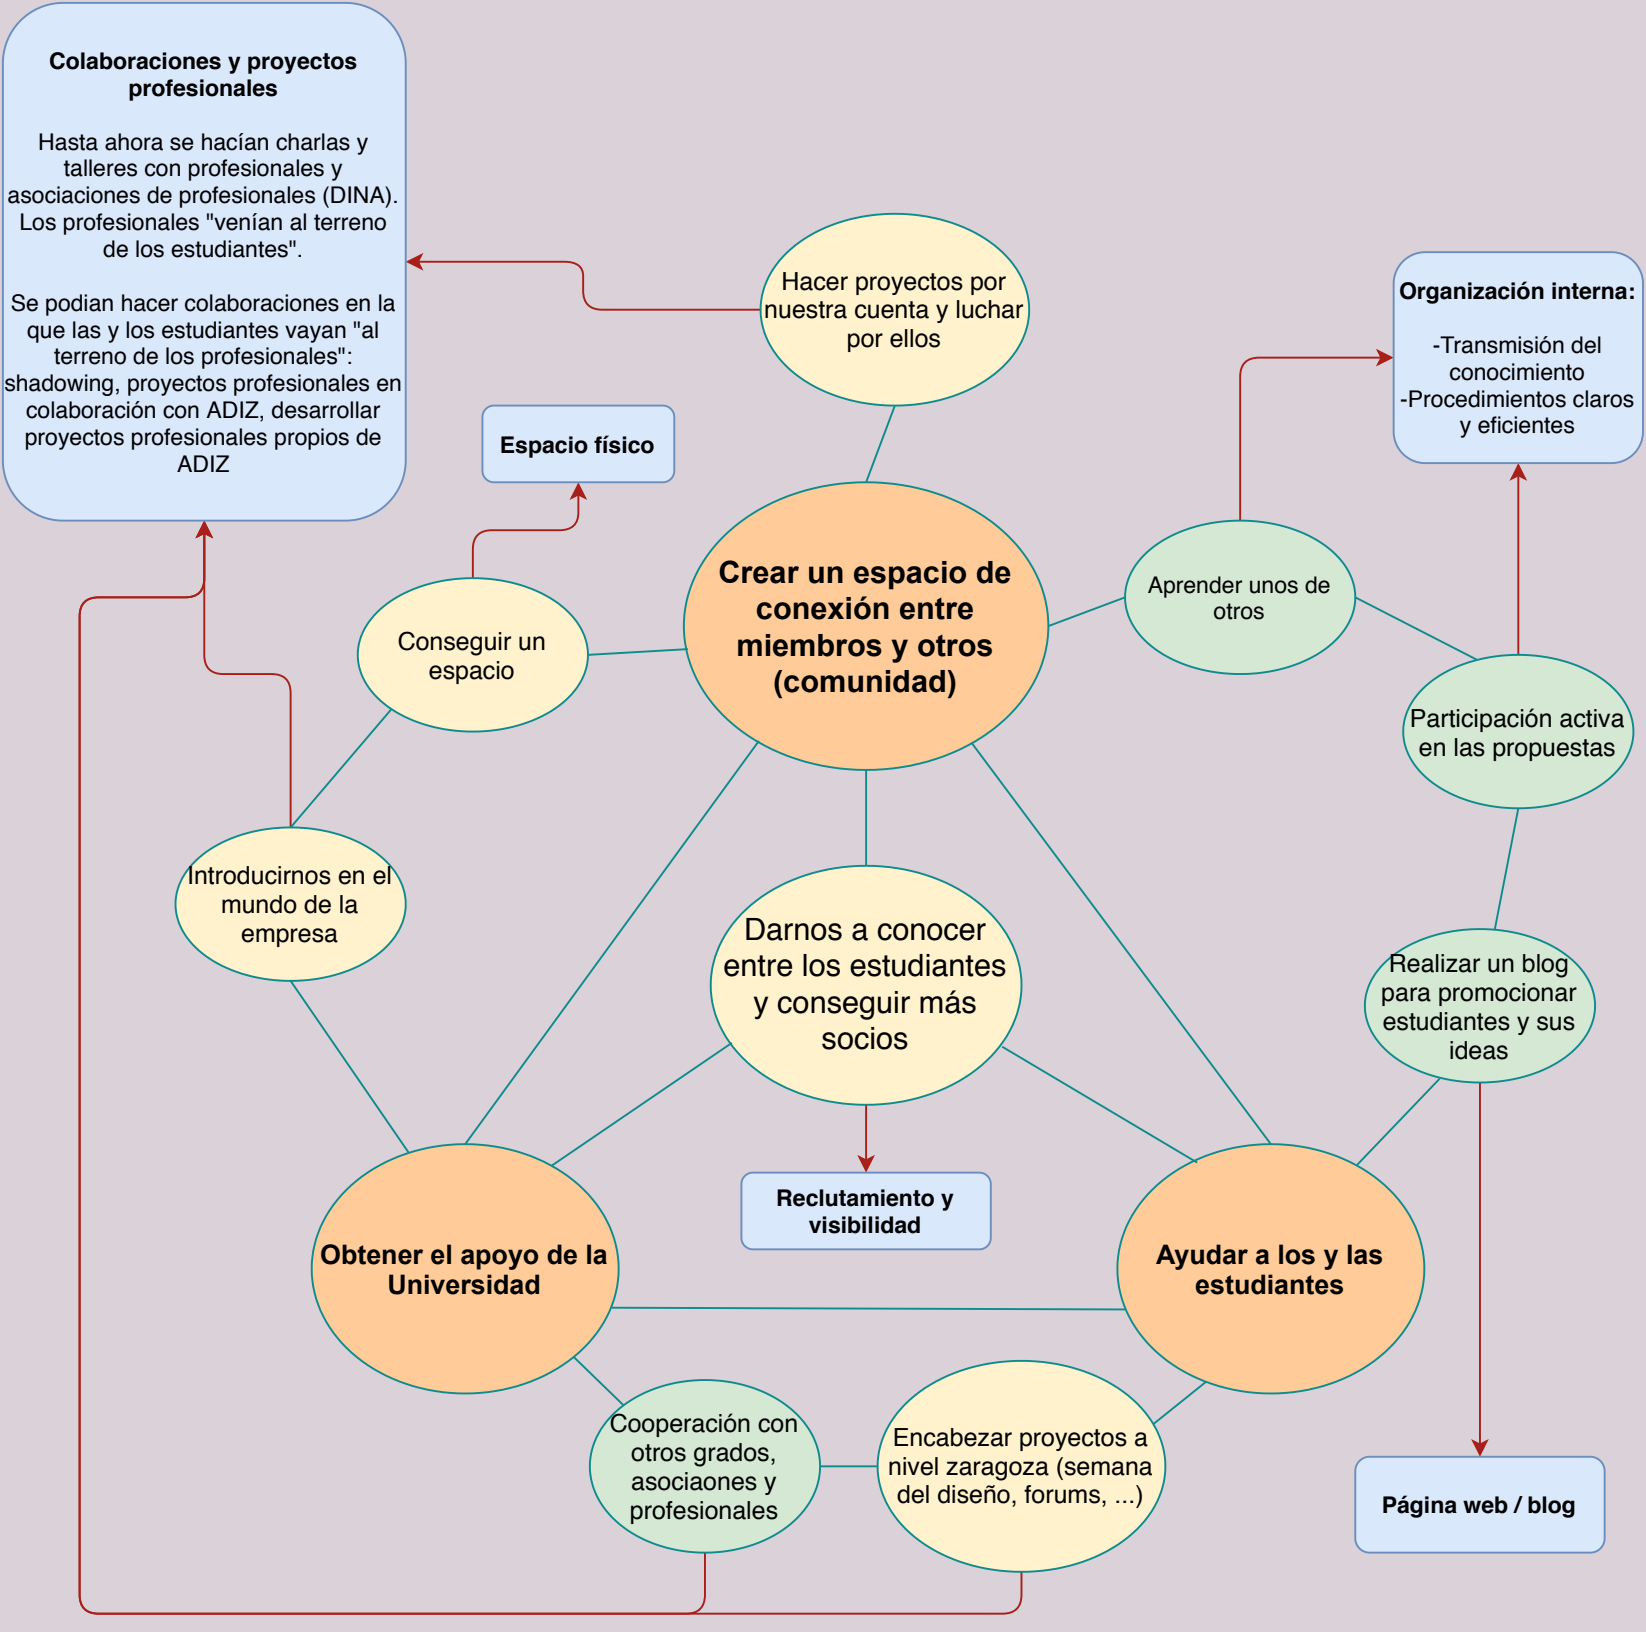 Colaboraciones y proyectos
profesionales
Hasta ahora se hacían charlas y
talleres con profesionales y
asociaciones de profesionales (DINA).
Los profesionales "venían al terreno
de los estudiantes".
Se podian hacer colaboraciones en la
que las y los estudiantes vayan "al
terreno de los profesionales":
shadowing, proyectos profesionales en
colaboración con ADIZ, desarrollar
proyectos profesionales propios de
ADIZ
Hacer proyectos por
nuestra cuenta y luchar
por ellos
Organización interna:
-Transmisión del
conocimiento
-Procedimientos claros
y eficientes
Espacio físico
Crear un espacio de
conexión entre
miembros y otros
(comunidad)
Aprender unos de
otros
Conseguir un
espacio
Participación activa
en las propuestas
Introducirnos en el
mundo de la
empresa
Darnos a conocer
entre los estudiantes
y conseguir más
socios
Realizar un blog
para promocionar
estudiantes y sus
ideas
Reclutamiento y
visibilidad
Obtener el apoyo de la
Universidad
Ayudar a los y las
estudiantes
Cooperación con
otros grados,
asociaones y
profesionales
Encabezar proyectos a
nivel zaragoza (semana
del diseño, forums, ...)
Página web / blog